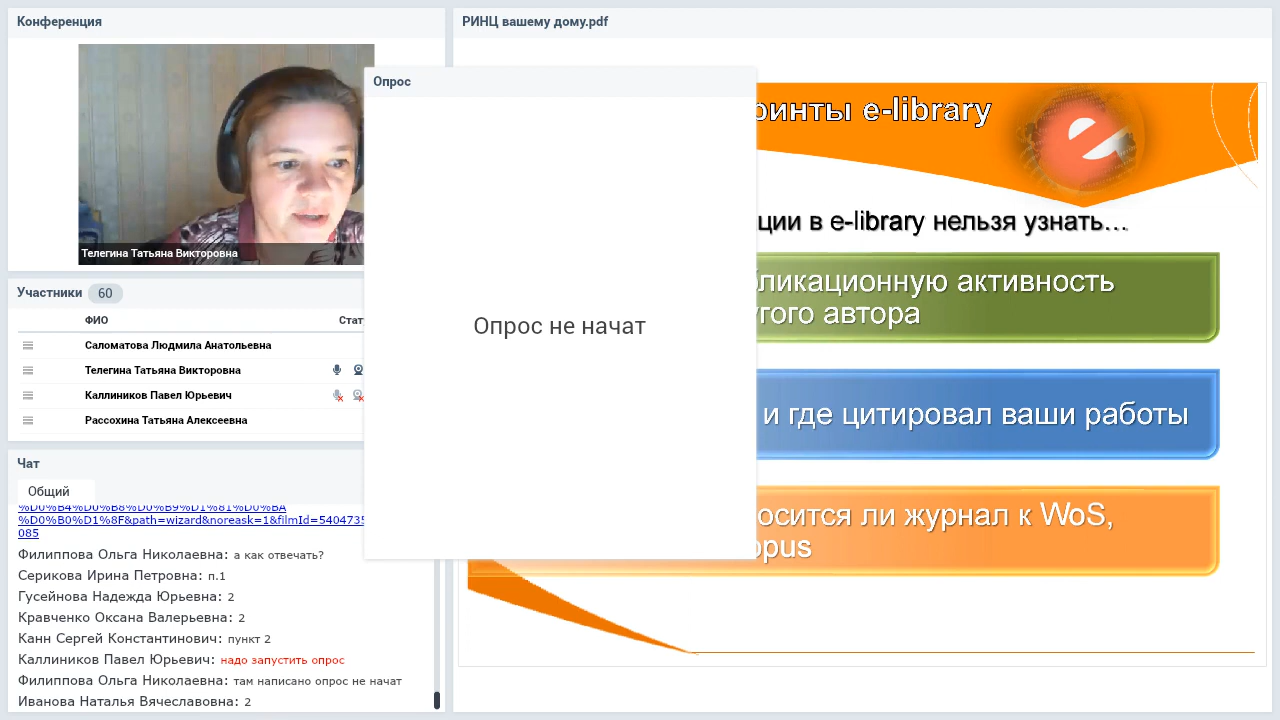 Конференция
Телегина Татьяна Викторовна
Участники 60
ФИО
Стат
Саломатова Людмила Анатольевна
Телегина Татьяна Викторовна
Каллиников Павел Юрьевич
Рассохина Татьяна Алексеевна
Чат
Общий
%D0%B4%D0%B8%D0%B9%D1%81%D0%BA
%D0%B0%D1%8F&path=wizard&noreask=1&filmId=5404735
085
Филиппова Ольга Николаевна: а как отвечать?
Серикова Ирина Петровна: п.1
Гусейнова Надежда Юрьевна: 2
Кравченко Оксана Валерьевна: 2
Канн Сергей Константинович: пункт 2
Каллиников Павел Юрьевич: надо запустить опрос
Филиппова Ольга Николаевна: там написано опрос не начат
Иванова Наталья Вячеславовна: 2
Опрос
Опрос не начат
РИНЦ вашему дому.pdf
ринты e-library
ции в e-library нельзя узнать...
бликационную активность
угого автора
и где цитировал ваши работы
осится ли журнал к WoS,
opus